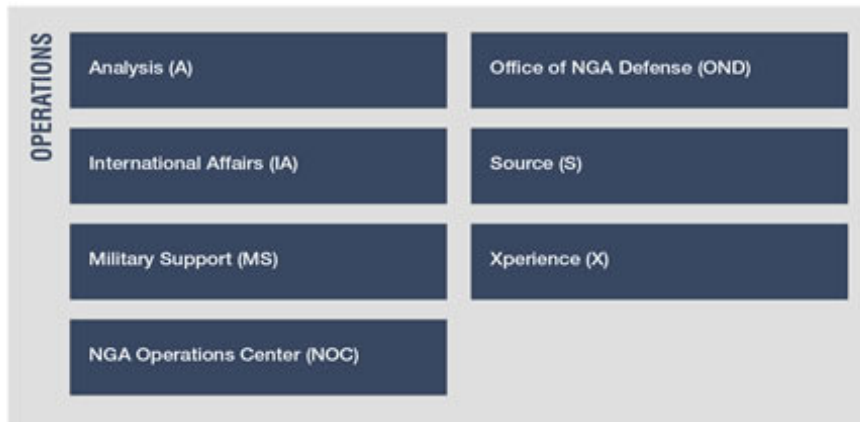 OPERATIONS
Analysis (A)
International Affairs (IA)
Military Support (MS)
NGA Operations Center (NOC)
Office of NGA Defense (OND)
Source (S)
Xperience (X)